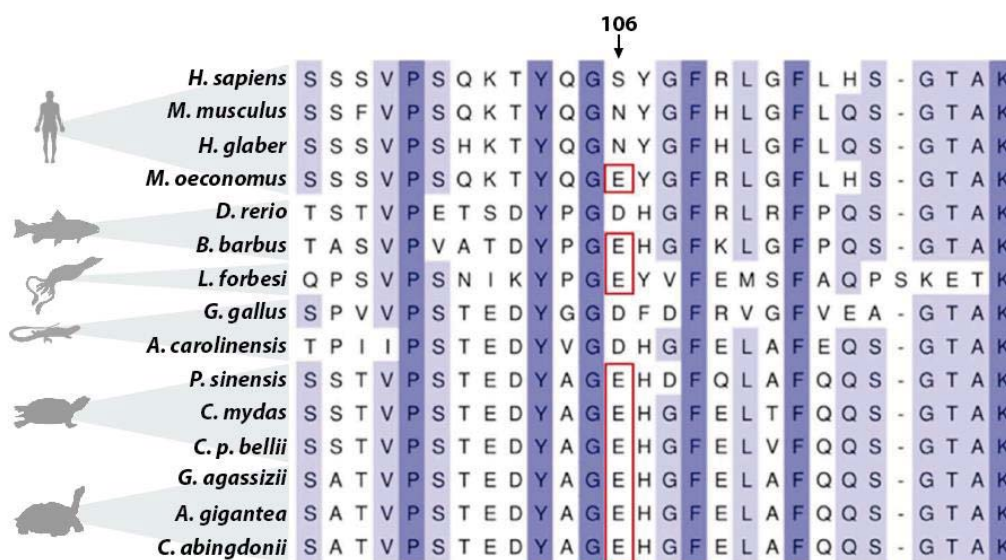 106
H. sapiens S S S V P S Q K T Y Q G S Y G F R L G F L H S - G T A K
M. musculus S S F V P S Q K T Y Q G N Y G F H L G F L Q S - G T A K
H. glaber S S S V P S H K T Y Q G N Y G F H L G F L Q S - G T A K
M. oeconomus S S S V P S Q K T Y Q G E Y G F R L G F L H S - G T A K
D. rerio T S T V P E T S D Y P G D H G F R L R F P Q S - G T A K
B. barbus T A S V P V A T D Y P G E H G F K L G F P Q S - G T A K
L. forbesi Q P S V P S N I K Y P G E Y V F E M S F A Q P S K E T K
G. gallus S P V V P S T E D Y G G D F D F R V G F V E A - G T A K
A. carolinensis T P I I P S T E D Y V G D H G F E L A F E Q S - G T A K
P. sinensis S S T V P S T E D Y A G E H D F Q L A F Q Q S - G T A K
C. mydas S S T V P S T E D Y A G E H G F E L T F Q Q S - G T A K
C. p. bellii S S T V P S T E D Y A G E H G F E L V F Q Q S - G T A K
G. agassizii S A T V P S T E D Y A G E H G F E L A F Q Q S - G T A K
A. gigantea S A T V P S T E D Y A G E H G F E L A F Q Q S - G T A K
C. abingdonii S A T V P S T E D Y A G E H G F E L A F Q Q S - G T A K